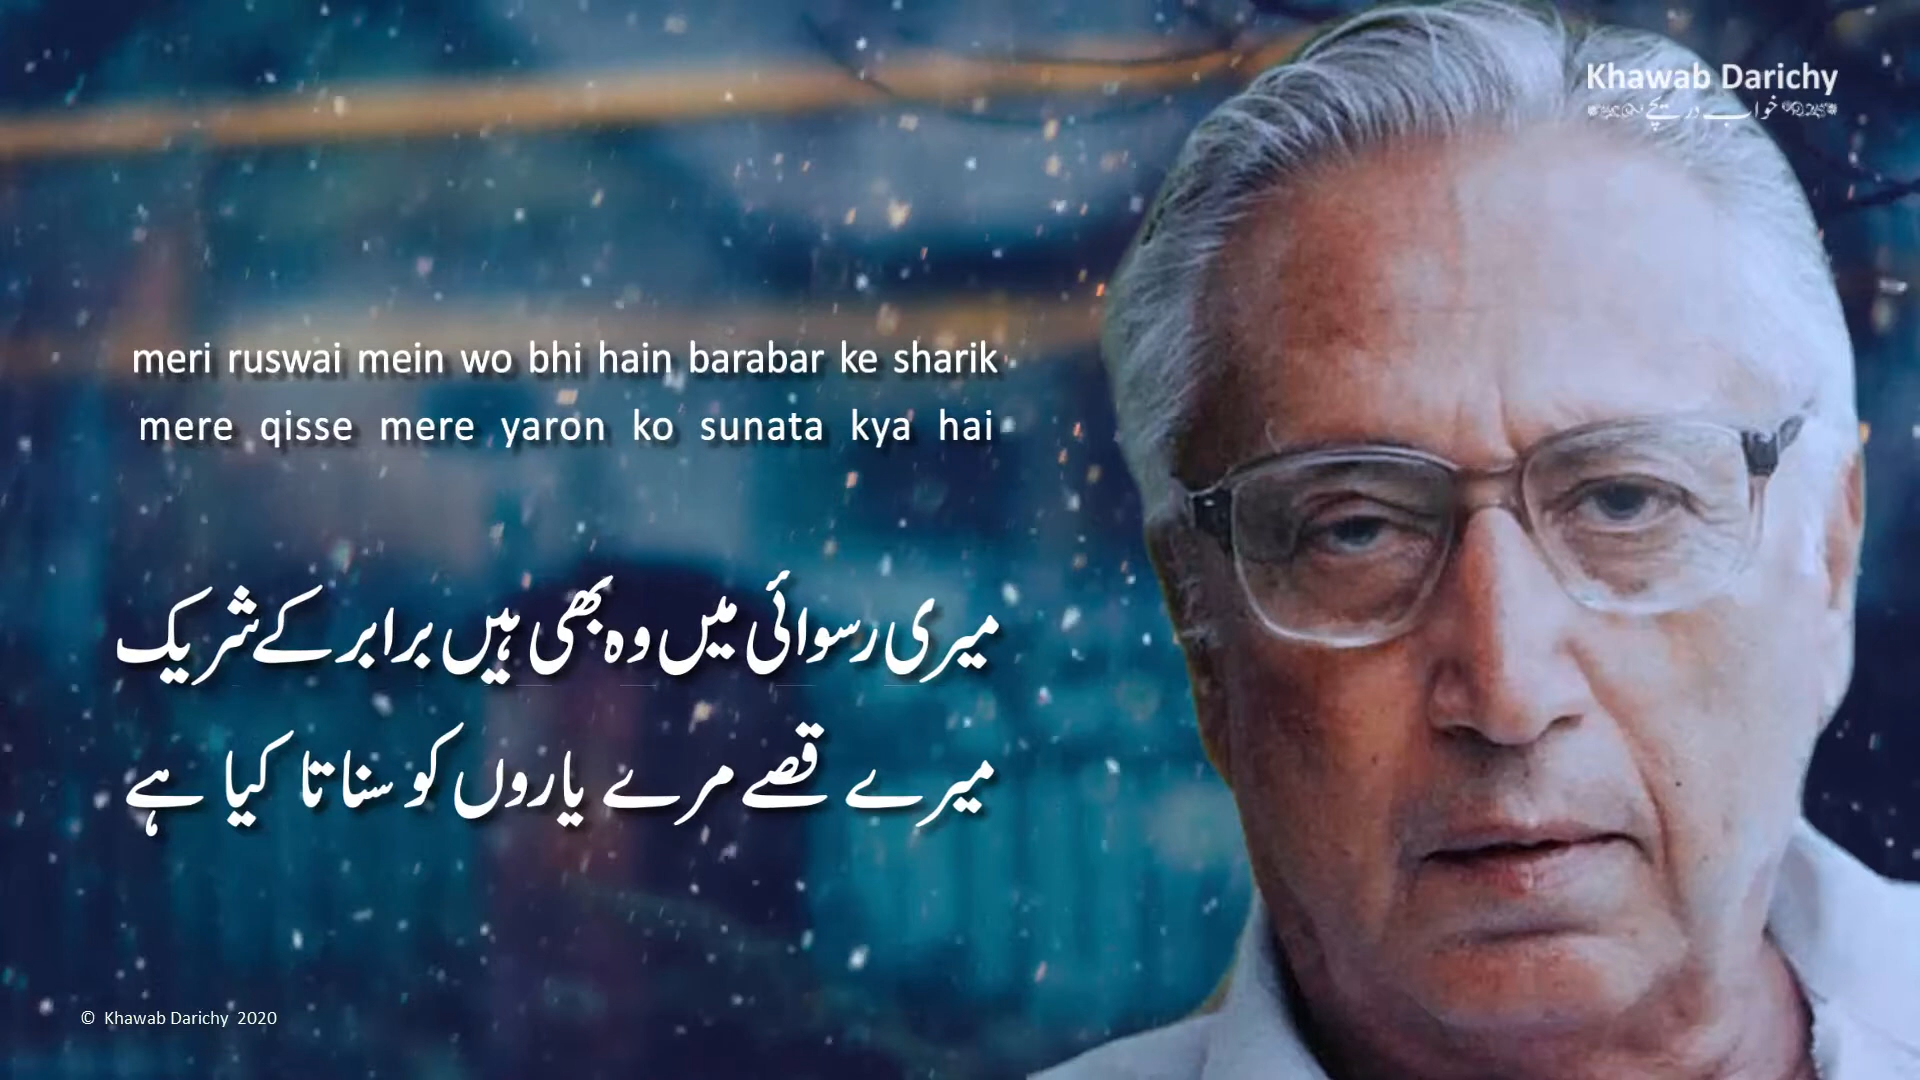 Khawab Darichy
خواب دریچے
meri ruswai mein wo bhi hain barabar ke sharik
mere qisse mere yaron ko sunata kya hai
میری رسوائی میں وہ بھی ہیں برابر کے شریک
میرے قصے مرے یاروں کو سناتا کیا ہے
© Khawab Darichy 2020